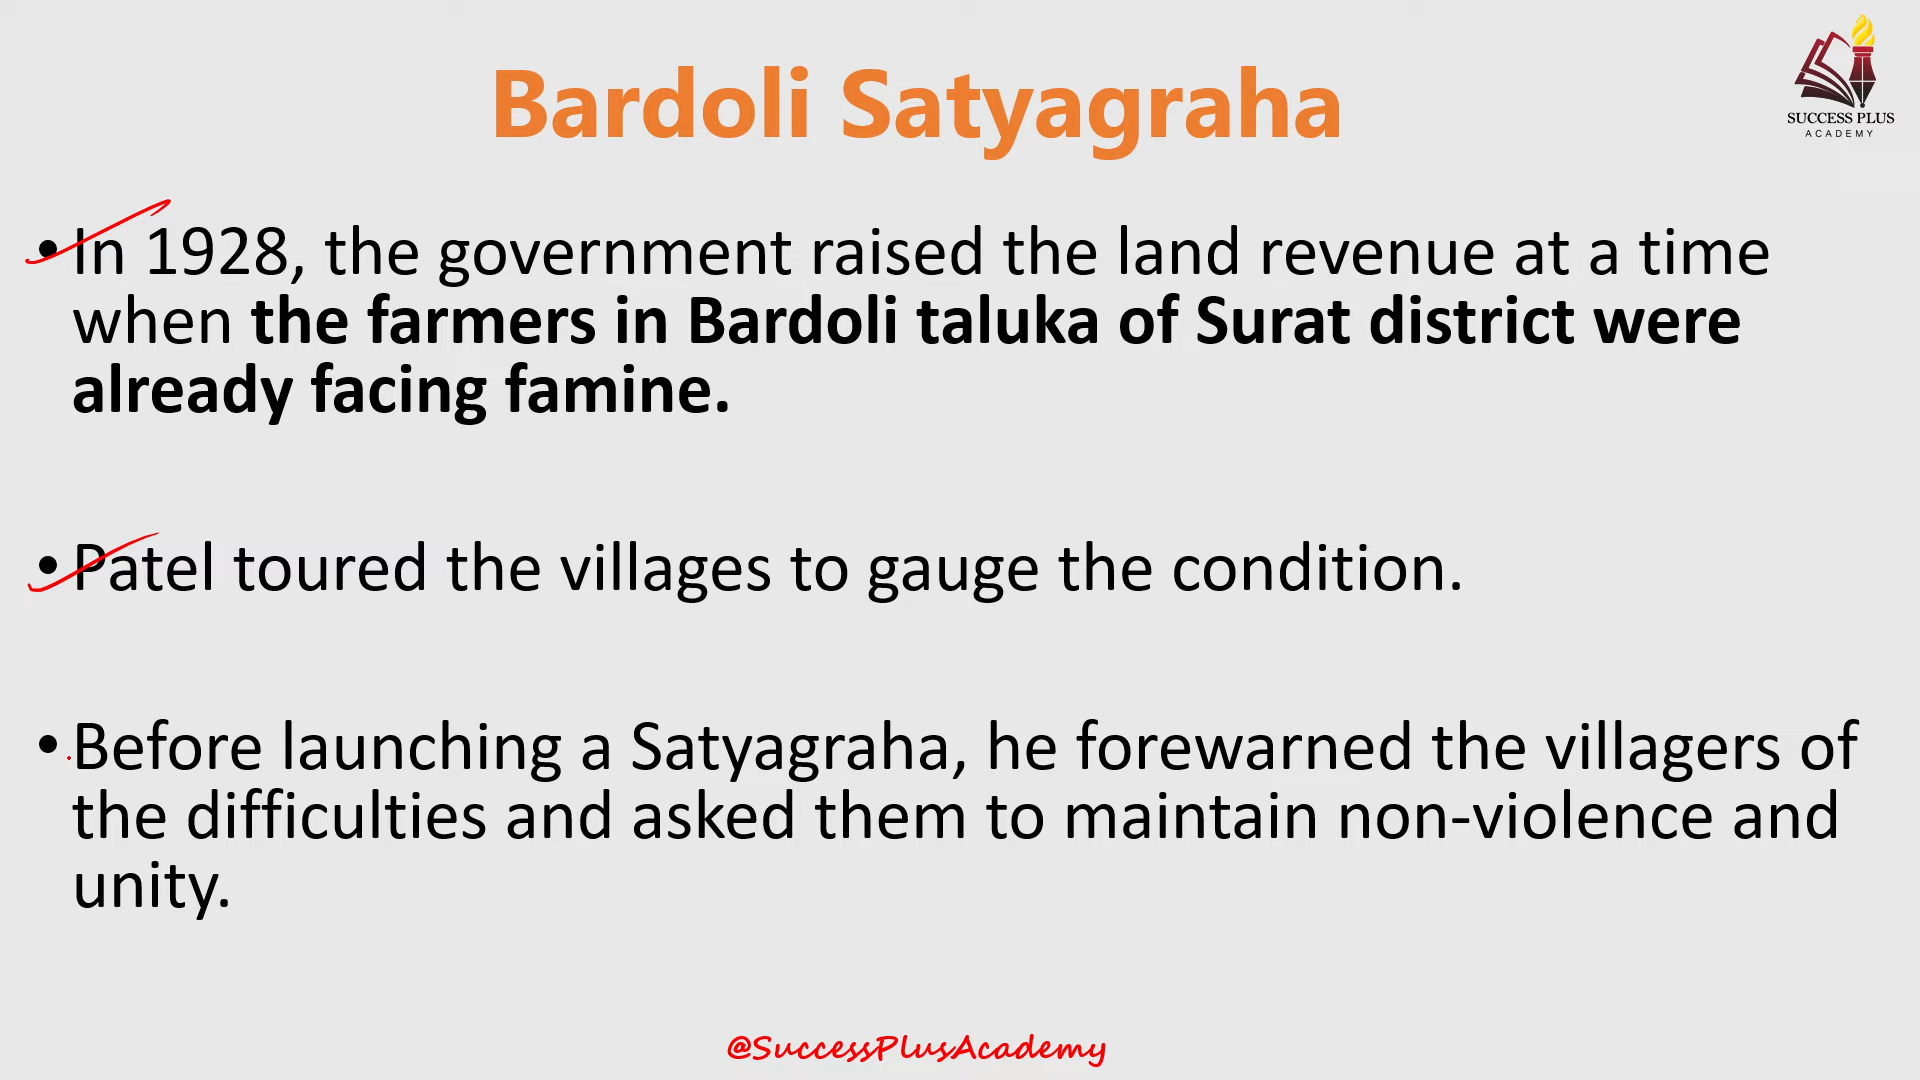 Bardoli Satyagraha
SUCCESS PLUS
ACADEMY
• In 1928, the government raised the land revenue at a time
when the farmers in Bardoli taluka of Surat district were
already facing famine.
• Patel toured the villages to gauge the condition.
• Before launching a Satyagraha, he forewarned the villagers of
the difficulties and asked them to maintain non-violence and
unity.
@SuccessPlusAcademy